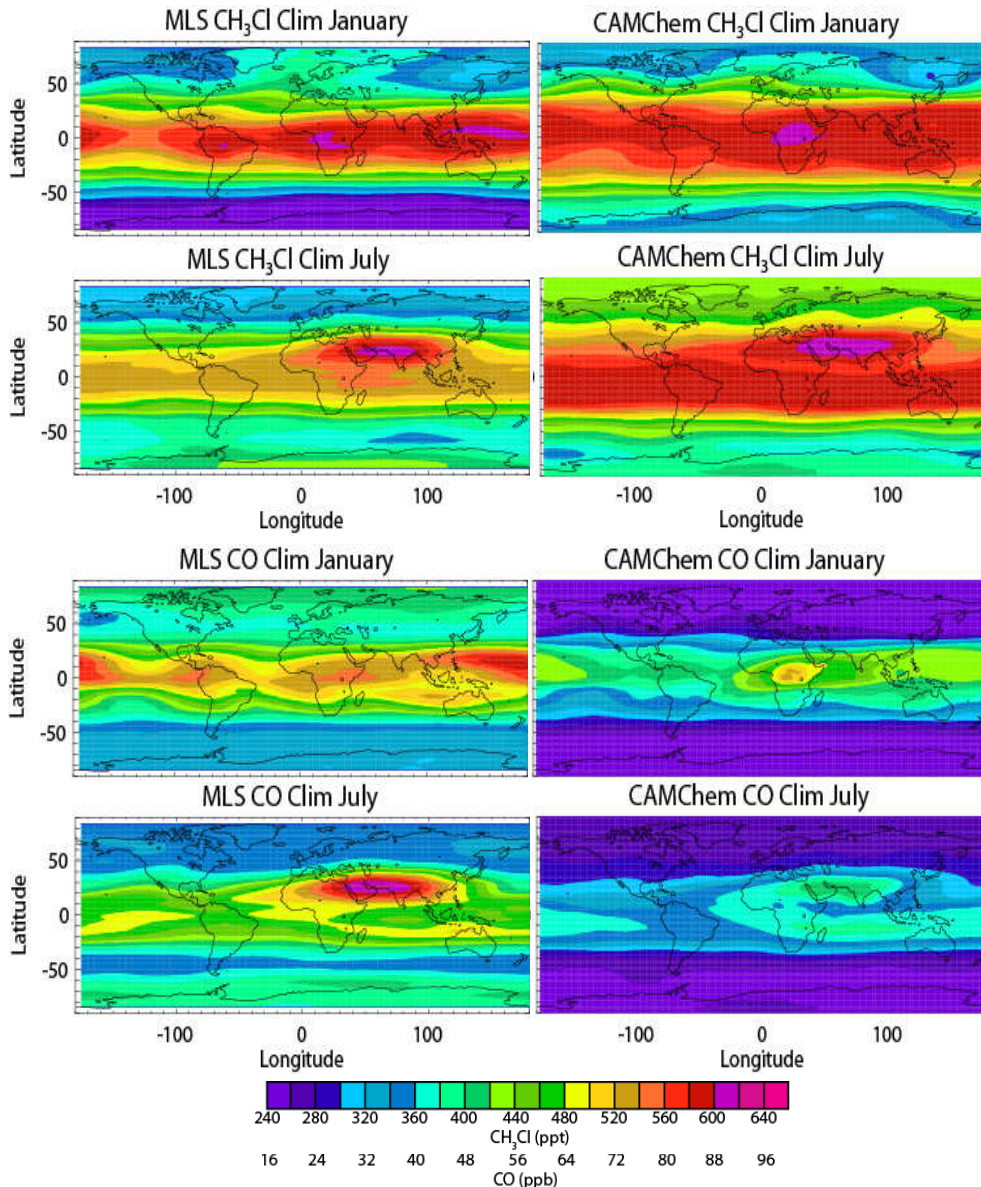 MLS CH₃Cl Clim January CAMChem CH₃Cl Clim January
Latitude
50
0
-50
MLS CH₃Cl Clim July CAMChem CH₃Cl Clim July
Latitude
50
0
-50
-100 0 100 -100 0 100
Longitude Longitude
MLS CO Clim January CAMChem CO Clim January
Latitude
50
0
-50
MLS CO Clim July CAMChem CO Clim July
Latitude
50
0
-50
-100 0 100 -100 0 100
Longitude Longitude
240 280 320 360 400 440 480 520 560 600 640
CH₃Cl (ppt)
16 24 32 40 48 56 64 72 80 88 96
CO (ppb)